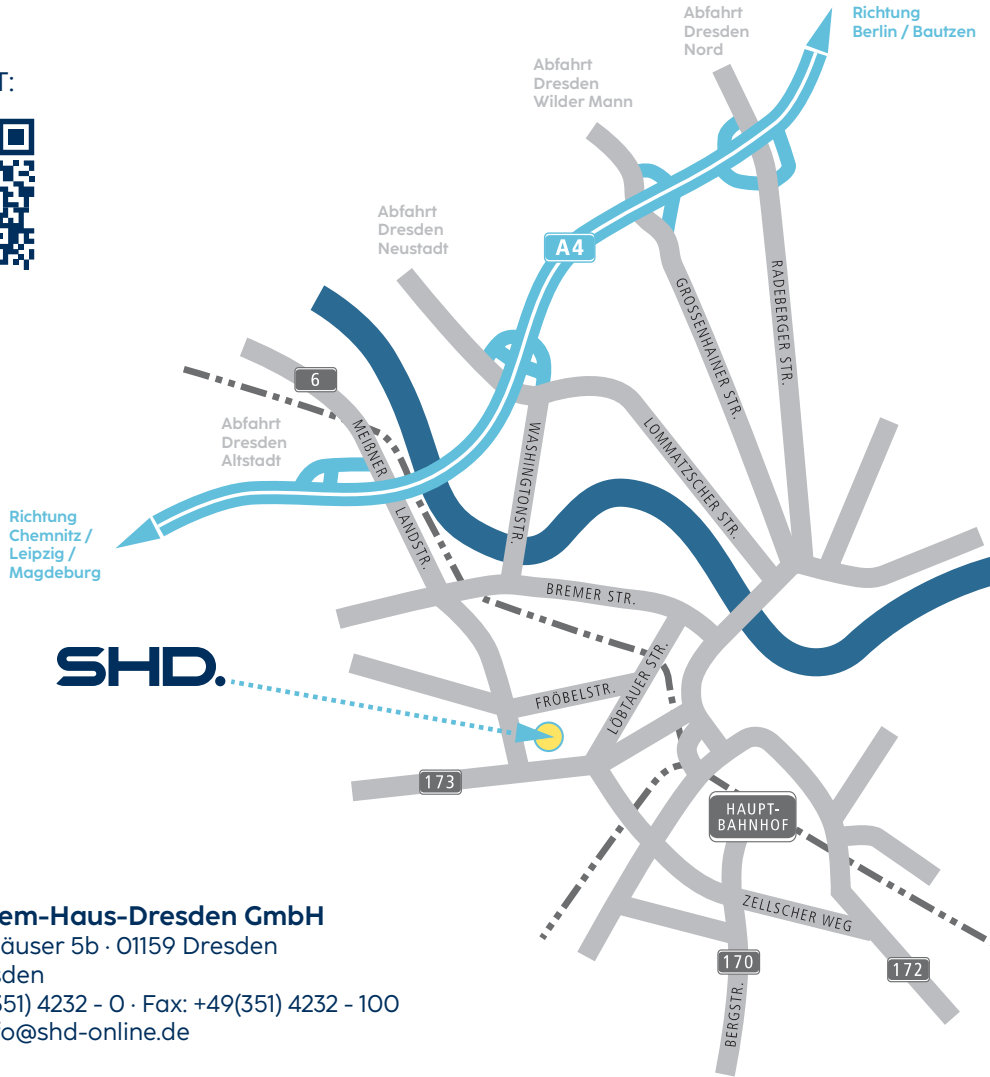 Abfahrt
Dresden
Nord
Richtung
Berlin / Bautzen
Abfahrt
Dresden
Wilder Mann
T:
Abfahrt
Dresden
Neustadt
A4
GROSSENHAINER STR.
RADEBERGER STR.
6
Abfahrt
Dresden
Altstadt
MEIßNER
LANDSTR.
WASHINGTONSTR.
LOMMATZSCHER STR.
Richtung
Chemnitz /
Leipzig /
Magdeburg
BREMER STR.
SHD.
FRÖBELSTR.
LÖBTAUER STR.
173
HAUPT-
BAHNHOF
ZELLSCHER WEG
170
172
BERGSTR.
em-Haus-Dresden GmbH
äuser 5b · 01159 Dresden
sden
51) 4232 - 0 · Fax: +49(351) 4232 - 100
fo@shd-online.de